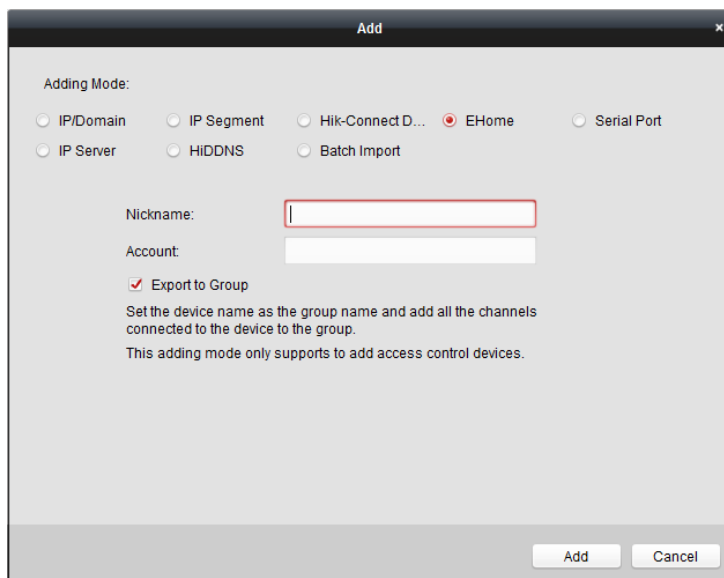 Add
Adding Mode:
IP/Domain IP Segment Hik-Connect D... EHome Serial Port
IP Server HiDDNS Batch Import
Nickname:
Account:
Export to Group
Set the device name as the group name and add all the channels
connected to the device to the group.
This adding mode only supports to add access control devices.
Add Cancel